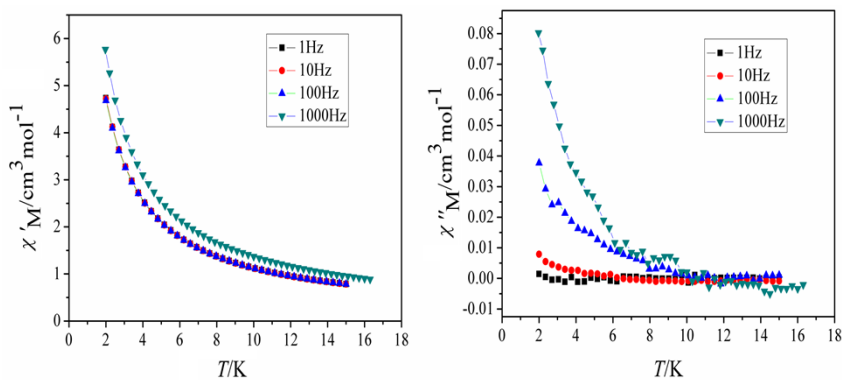 6
5
4
3
2
1
0
χ'M/cm³mol⁻¹
1Hz
10Hz
100Hz
1000Hz
0 2 4 6 8 10 12 14 16 18
T/K
0.08
0.07
0.06
0.05
0.04
0.03
0.02
0.01
0.00
-0.01
χ"M/cm³mol⁻¹
1Hz
10Hz
100Hz
1000Hz
0 2 4 6 8 10 12 14 16 18
T/K